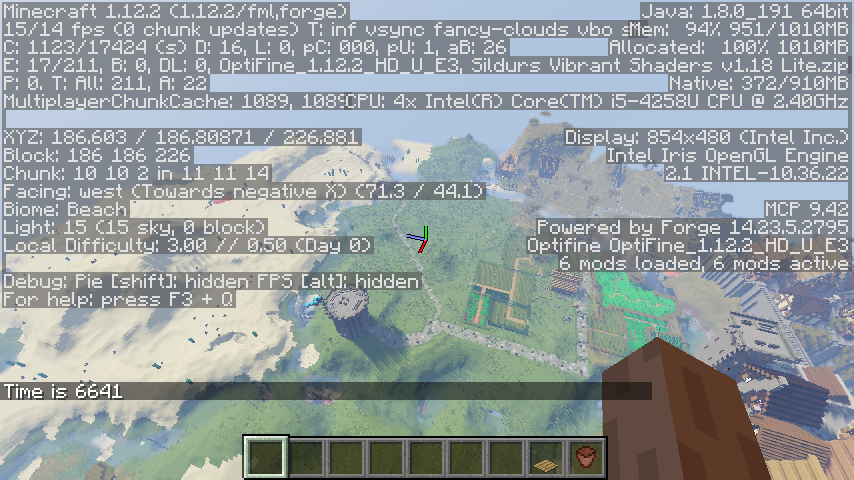 Minecraft 1.12.2 (1.12.2/fml,forge)
Java: 1.8.0_191 64bit
15/14 fps (0 chunk updates) T: inf vsync fancy-clouds vbo
Mem: 94% 951/1010MB
C: 1123/17424 (s) D: 16, L: 0, pC: 000, pU: 1, aB: 26
Allocated: 100% 1010MB
E: 17/211, B: 0, DL: 0, OptiFine_1.12.2_HD_U_E3, Sildurs Vibrant Shaders v1.18 Lite.zip
P: 0. T: All: 211, A: 22
Native: 372/910MB
MultiplayerChunkCache: 1089, 1089
CPU: 4x Intel(R) Core(TM) i5-4258U CPU @ 2.40GHz
XYZ: 186.603 / 186.80871 / 226.881
Display: 854x480 (Intel Inc.)
Block: 186 186 226
Intel Iris OpenGL Engine
Chunk: 10 10 2 in 11 11 14
2.1 INTEL-10.36.22
Facing: west (Towards negative X) (71.3 / 44.1)
Biome: Beach
MCP 9.42
Light: 15 (15 sky, 0 block)
Powered by Forge 14.23.5.2795
Local Difficulty: 3.00 // 0.50 (Day 0)
Optifine OptiFine_1.12.2_HD_U_E3
6 mods loaded, 6 mods active
Debug: Pie [shift]: hidden FPS [alt]: hidden
For help: press F3 + Q
Time is 6641